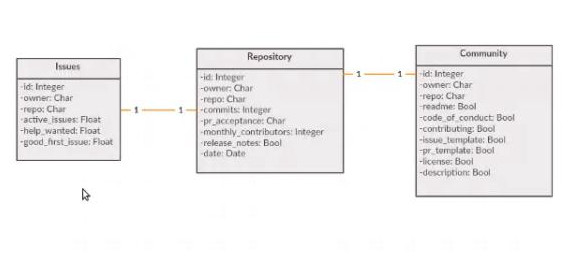 Issues
-id: Integer
-owner: Char
-repo: Char
-active_issues: Float
-help_wanted: Float
-good_first_issue: Float
1
1
Repository
-id: Integer
-owner: Char
-repo: Char
-commits: Integer
-pr_acceptance: Char
-monthly_contributors: Integer
-release_notes: Bool
-date: Date
1
1
Community
-id: Integer
-owner: Char
-repo: Char
-readme: Bool
-code_of_conduct: Bool
-contributing: Bool
-issue_template: Bool
-pr_template: Bool
-license: Bool
-description: Bool